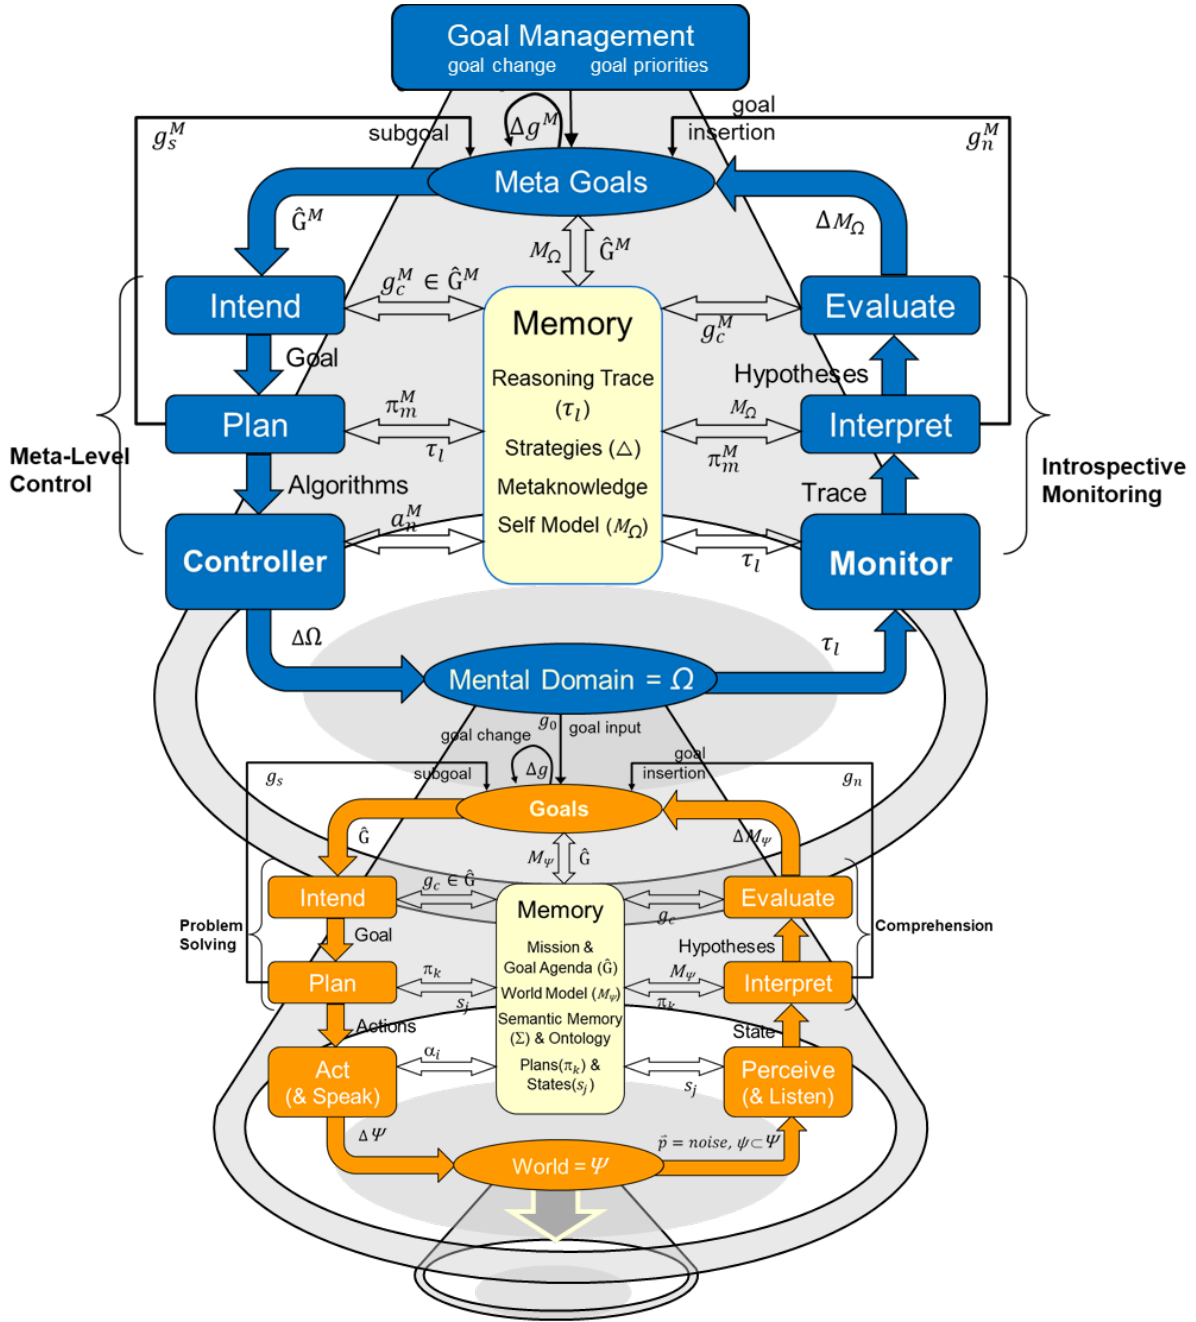 Goal Management
goal change goal priorities
g_s^M
subgoal
Δg^M
goal
insertion
g_n^M
Meta Goals
Ĝ^M
M_Ω
Ĝ^M
ΔM_Ω
Intend
g_c^M ∈ Ĝ^M
Memory
g_c^M
Evaluate
Goal
Reasoning Trace
(τ_l)
Hypotheses
Plan
π_m^M
τ_l
Strategies (△)
M_Ω
π_m^M
Interpret
Meta-Level
Control
Introspective
Monitoring
Algorithms
Metaknowledge
Trace
a_n^M
Self Model (M_Ω)
Controller
τ_l
Monitor
ΔΩ
Mental Domain = Ω
τ_l
g_0
goal input
goal change
subgoal
Δg
goal
insertion
g_s
g_n
Goals
Ĝ
M_Ψ
Ĝ
ΔM_Ψ
Intend
g_c ∈ Ĝ
Memory
g_c
Evaluate
Problem
Solving
Comprehension
Goal
Mission &
Goal Agenda (Ĝ)
Hypotheses
Plan
π_k
s_j
World Model (M_Ψ)
M_Ψ
π_k
Interpret
Actions
Semantic Memory
(Σ) & Ontology
State
Act
(& Speak)
α_i
Plans(π_k) &
States(s_j)
s_j
Perceive
(& Listen)
Δ Ψ
World = Ψ
p⃗ = noise, ψ⊂Ψ